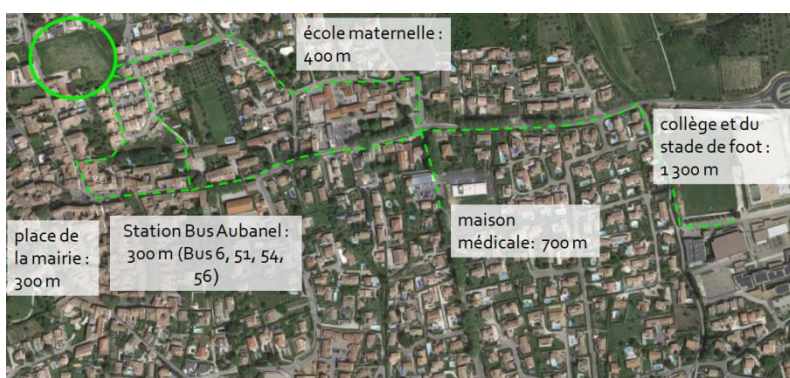 école maternelle :
400 m
collège et du
stade de foot :
1 300 m
place de
la mairie :
300 m
Station Bus Aubanel :
300 m (Bus 6, 51, 54,
56)
maison
médicale: 700 m